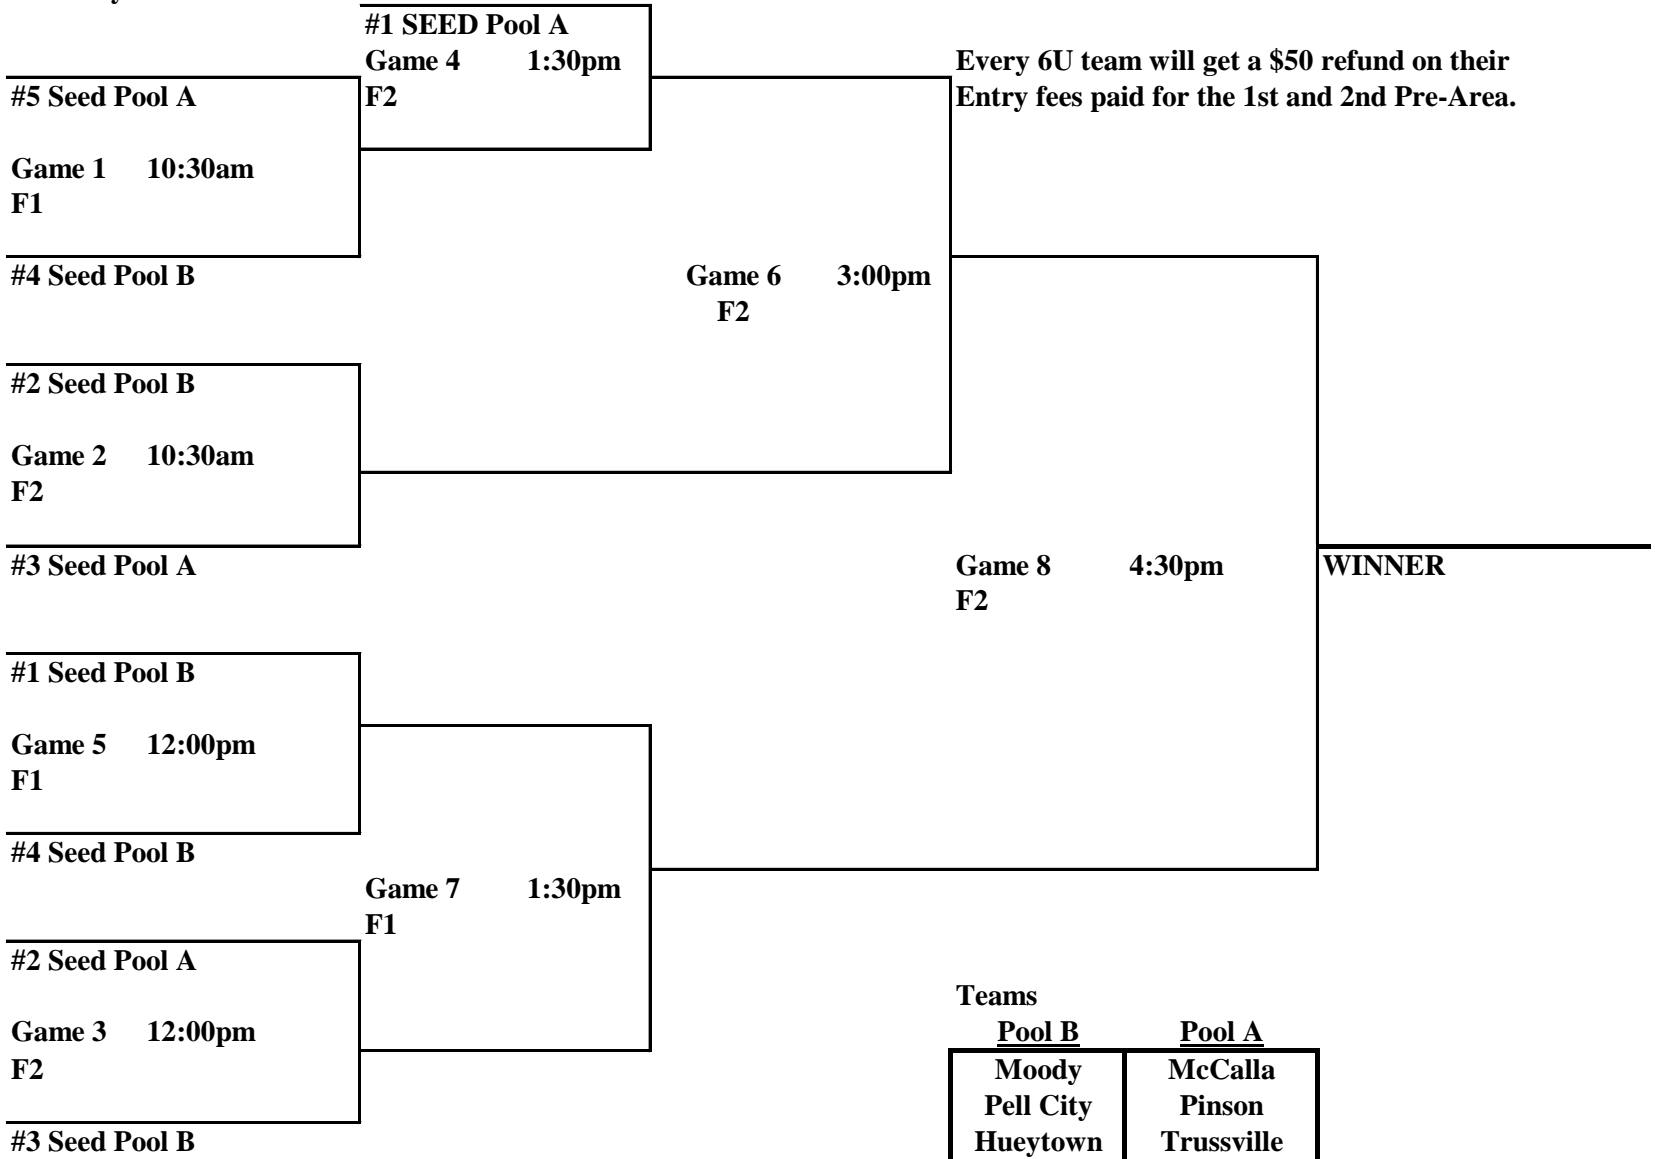 #1 SEED Pool A
Game 4 1:30pm
F2
Every 6U team will get a $50 refund on their
Entry fees paid for the 1st and 2nd Pre-Area.
#5 Seed Pool A
Game 1 10:30am
F1
#4 Seed Pool B
Game 6 3:00pm
F2
#2 Seed Pool B
Game 2 10:30am
F2
#3 Seed Pool A
Game 8 4:30pm
F2
WINNER
#1 Seed Pool B
Game 5 12:00pm
F1
#4 Seed Pool B
Game 7 1:30pm
F1
#2 Seed Pool A
Game 3 12:00pm
F2
#3 Seed Pool B
Teams
Pool B Pool A
Moody McCalla
Pell City Pinson
Hueytown Trussville